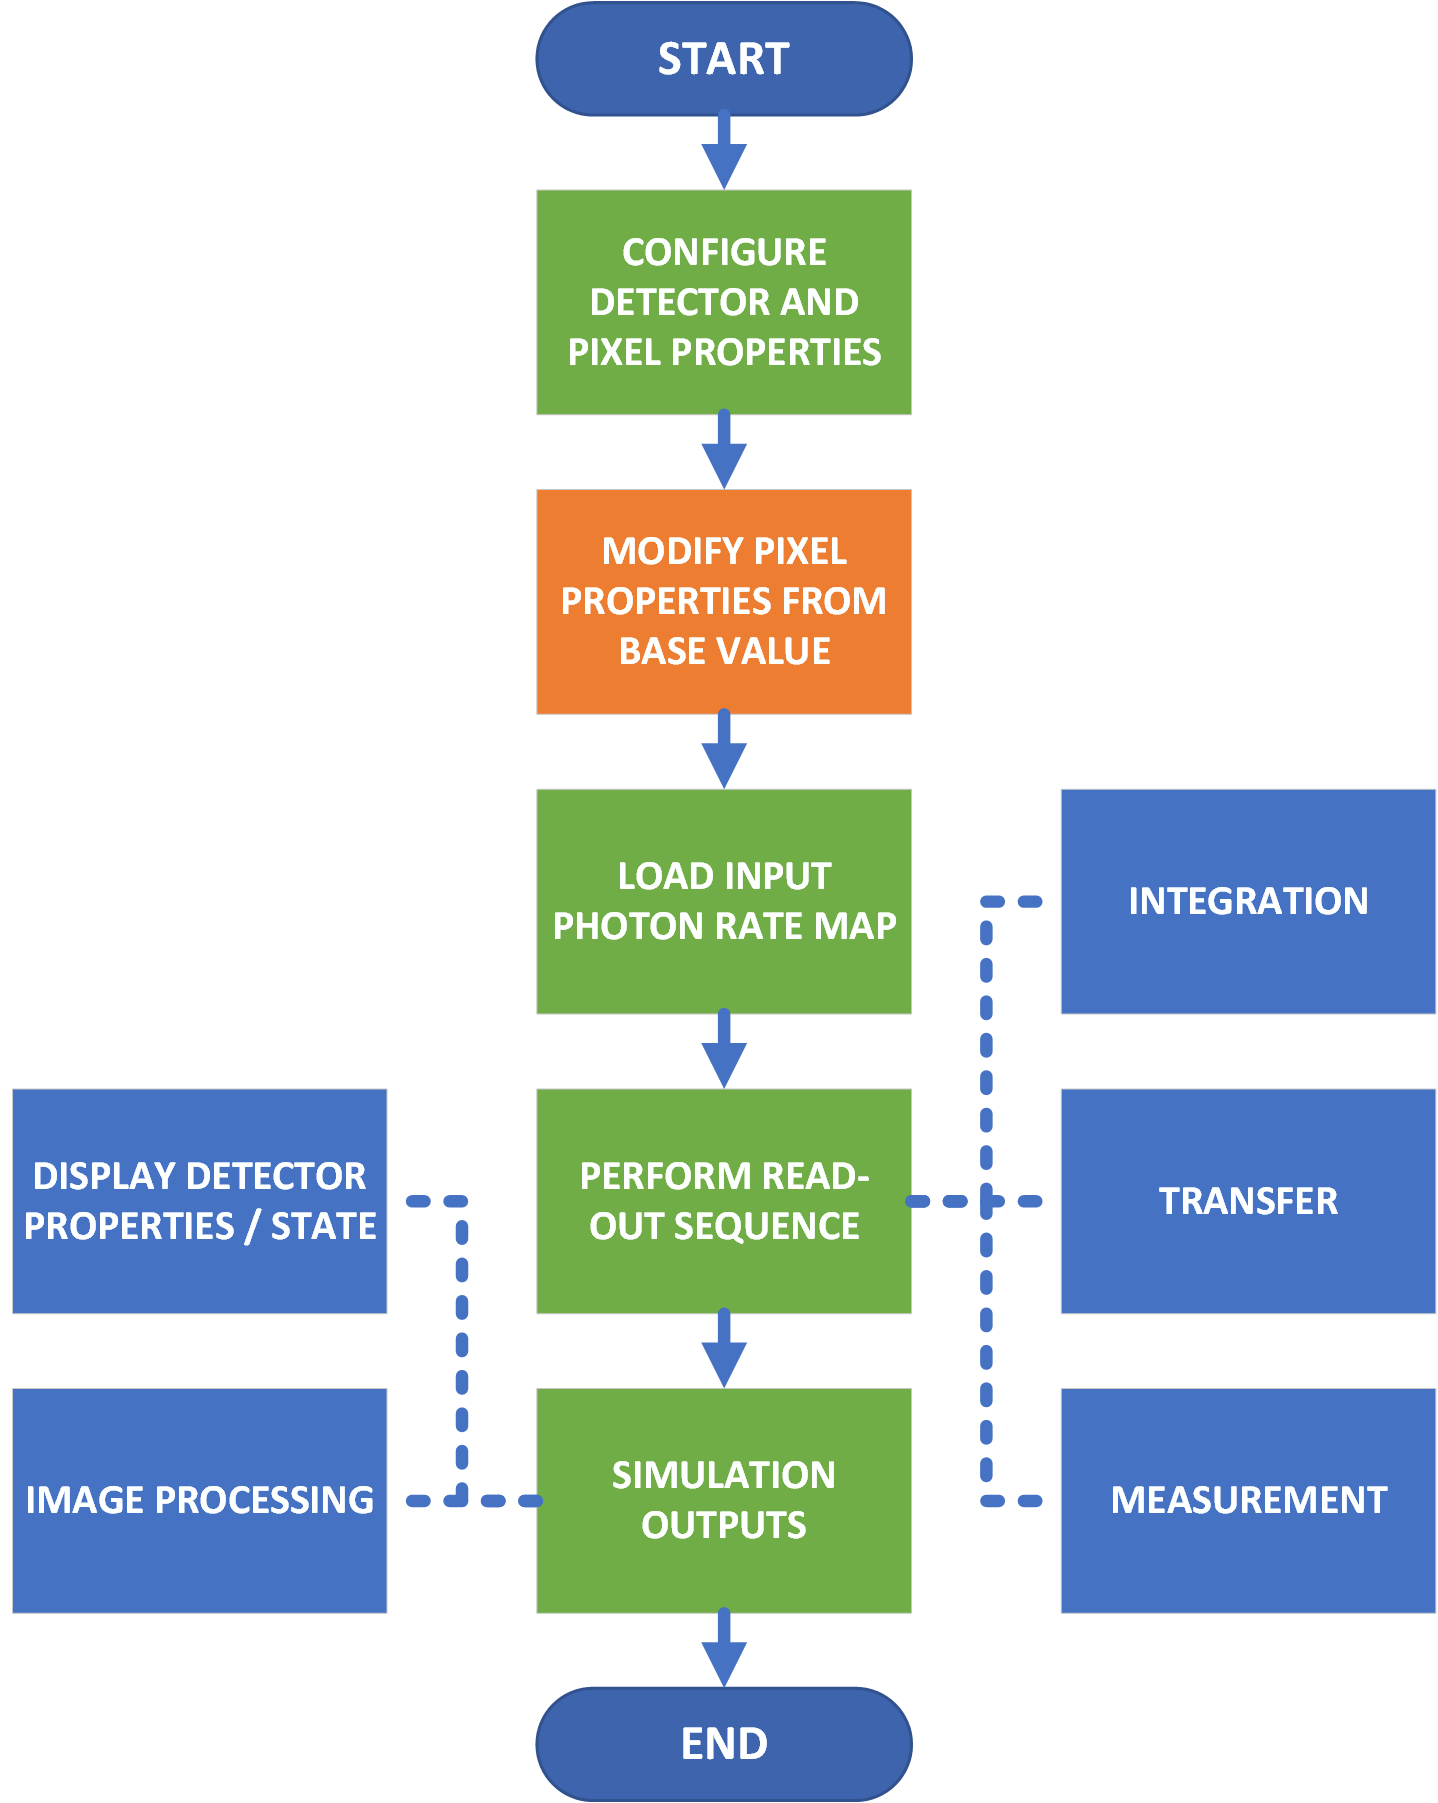 START
CONFIGURE
DETECTOR AND
PIXEL PROPERTIES
MODIFY PIXEL
PROPERTIES FROM
BASE VALUE
LOAD INPUT
PHOTON RATE MAP
INTEGRATION
DISPLAY DETECTOR
PROPERTIES / STATE
PERFORM READ-
OUT SEQUENCE
TRANSFER
IMAGE PROCESSING
SIMULATION
OUTPUTS
MEASUREMENT
END